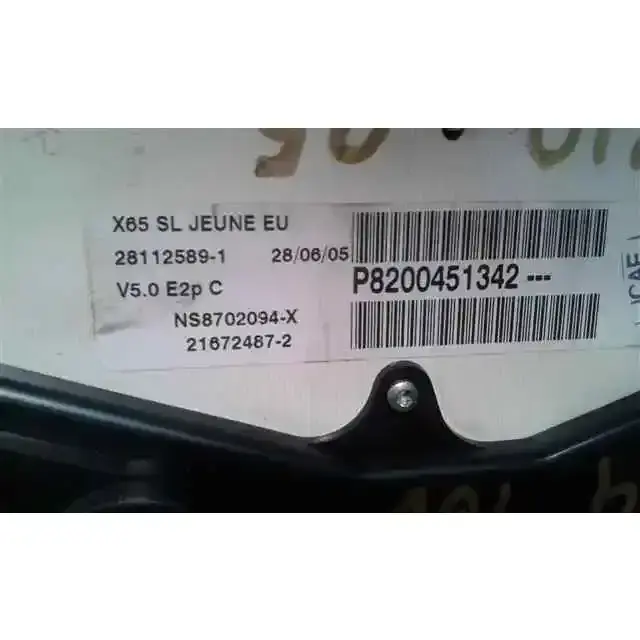 X65 SL JEUNE EU
28112589-1 28/06/05
V5.0 E2p C
NS8702094-X
21672487-2
P8200451342---